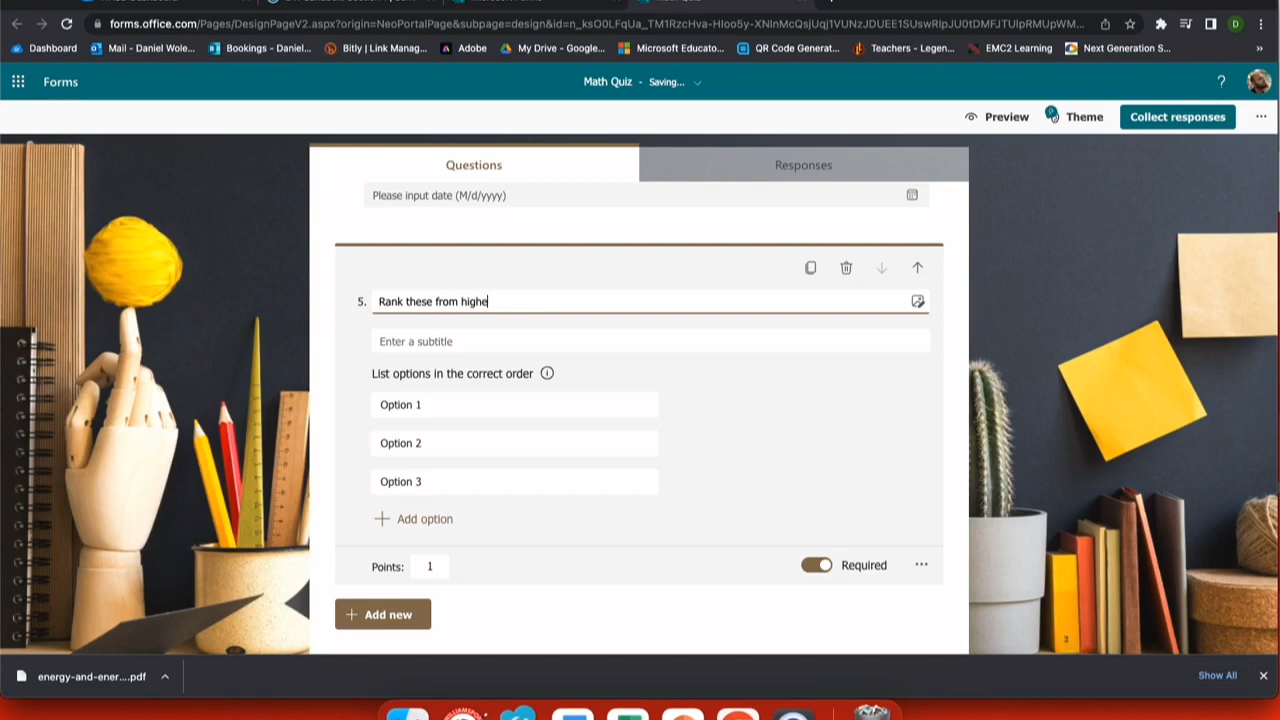 forms.office.com/Pages/DesignPageV2.aspx?origin=NeoPortalPage&subpage=design&id=n_ksO0LFqUa_TM1RzcHva-HIoo5y-XNInMcQsjUqj1VUNzJDUEE1SUswRlpJU0tDMFJTUlpRMUpWM...
D
Dashboard
Mail - Daniel Wole...
Bookings - Daniel...
Bitly | Link Manag...
Adobe
My Drive - Google...
Microsoft Educato...
QR Code Generat...
Teachers - Legen...
EMC2 Learning
Next Generation S...
»
Forms
Math Quiz - Saving...
?
Preview
Theme
Collect responses
...
Questions
Responses
Please input date (M/d/yyyy)
5. Rank these from highe
Enter a subtitle
List options in the correct order
Option 1
Option 2
Option 3
Add option
Points: 1
Required
...
Add new
energy-and-ener....pdf
Show All